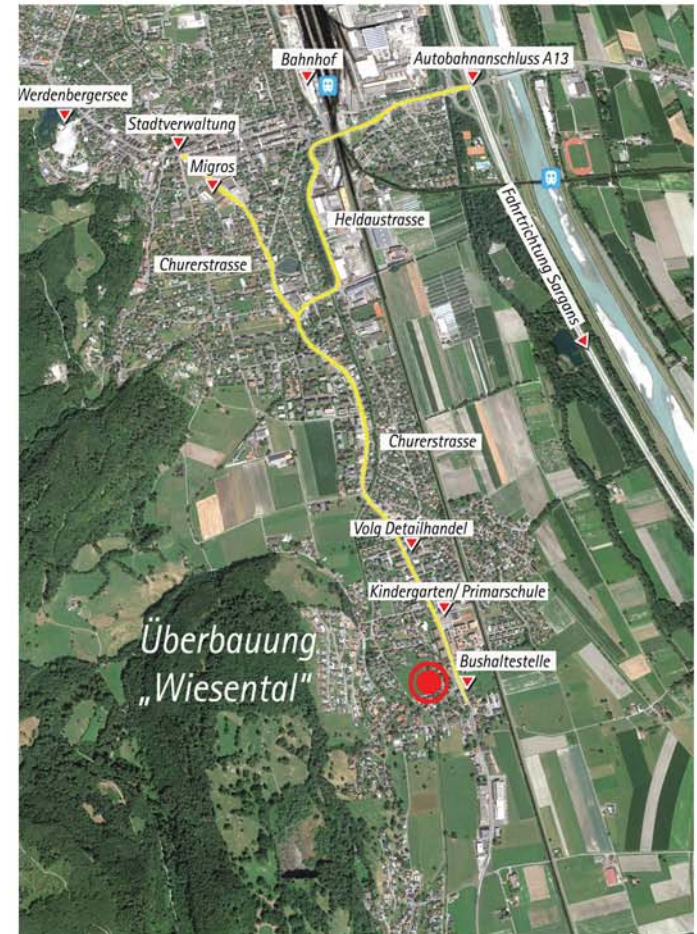 Bahnhof
Autobahnanschluss A13
Werdenbergersee
Stadtverwaltung
Migros
Heldaustrasse
Churerstrasse
Fahrtrichtung Sargans
Churerstrasse
Volg Detailhandel
Kindergarten/ Primarschule
Überbauung
„Wiesental“
Bushaltestelle